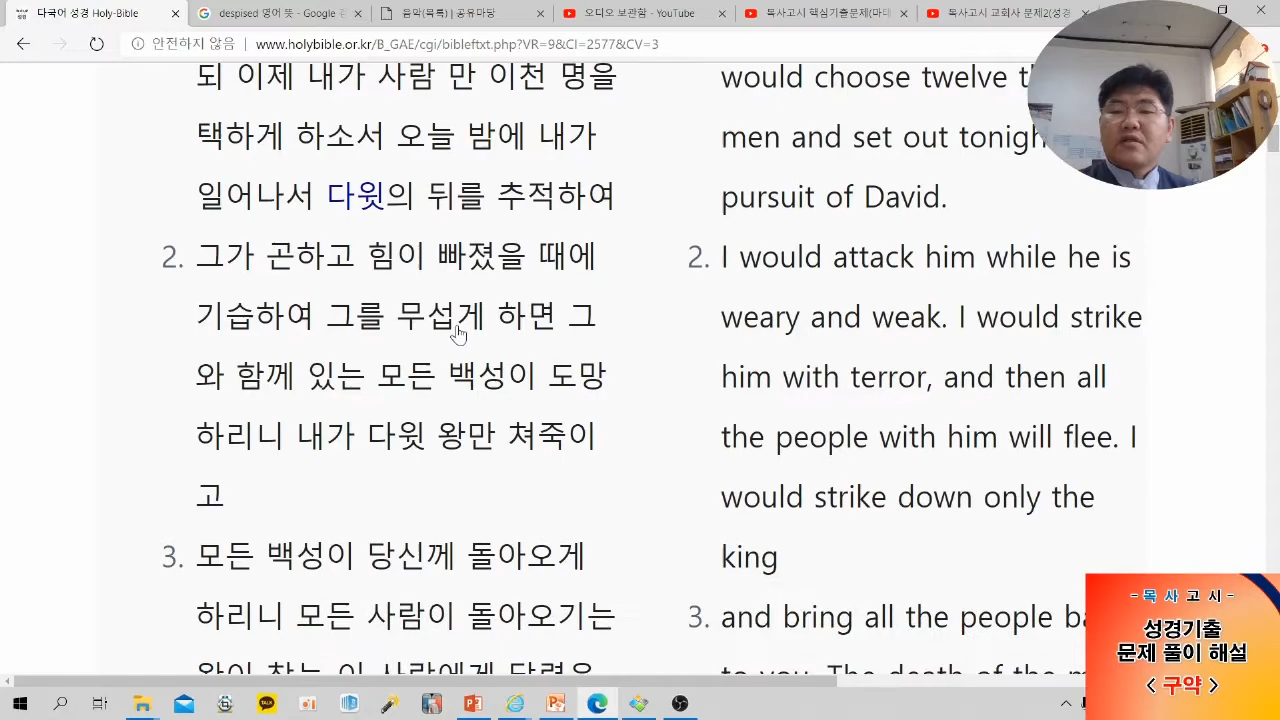 다국어 성경 Holy-Bible
despised 영어 뜻 - Google
음악(목록) | 공유마당
오디오 보관함 - YouTube
목사고시 핵심기출문제(마태
목사고시 교회사 문제2(성경
안전하지 않음
www.holybible.or.kr/B_GAE/cgi/bibleftxt.php?VR=9&CI=2577&CV=3
되 이제 내가 사람 만 이천 명을
택하게 하소서 오늘 밤에 내가
일어나서 다윗의 뒤를 추적하여
2. 그가 곤하고 힘이 빠졌을 때에
기습하여 그를 무섭게 하면 그
와 함께 있는 모든 백성이 도망
하리니 내가 다윗 왕만 쳐죽이
고
3. 모든 백성이 당신께 돌아오게
하리니 모든 사람이 돌아오기는
would choose twelve
men and set out
pursuit of David.
2. I would attack him while he is
weary and weak. I would strike
him with terror, and then all
the people with him will flee. I
would strike down only the
king
3. and bring all the people
to you. The death of the
- 목사고시 -
성경기출
문제 풀이 해설
< 구약 >